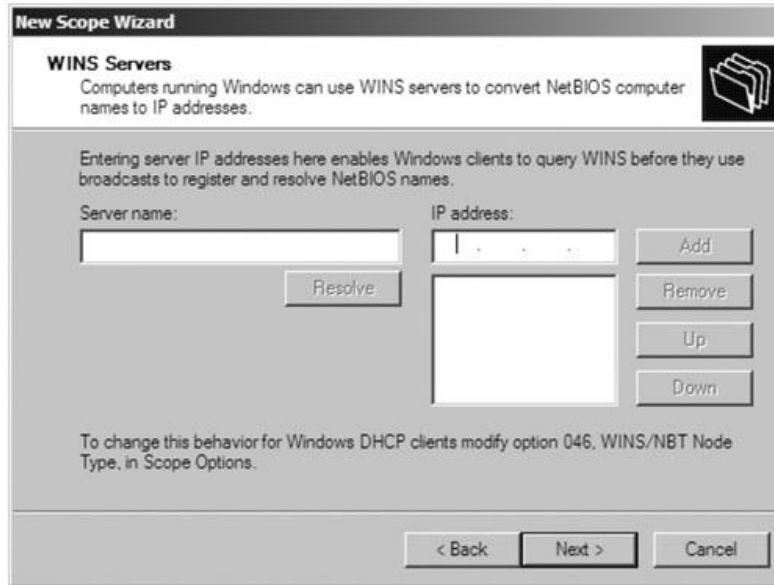 New Scope Wizard
WINS Servers
Computers running Windows can use WINS servers to convert NetBIOS computer
names to IP addresses.
Entering server IP addresses here enables Windows clients to query WINS before they use
broadcasts to register and resolve NetBIOS names.
Server name:
IP address:
. . .
Add
Resolve
Remove
Up
Down
To change this behavior for Windows DHCP clients modify option 046, WINS/NBT Node
Type, in Scope Options.
< Back
Next >
Cancel